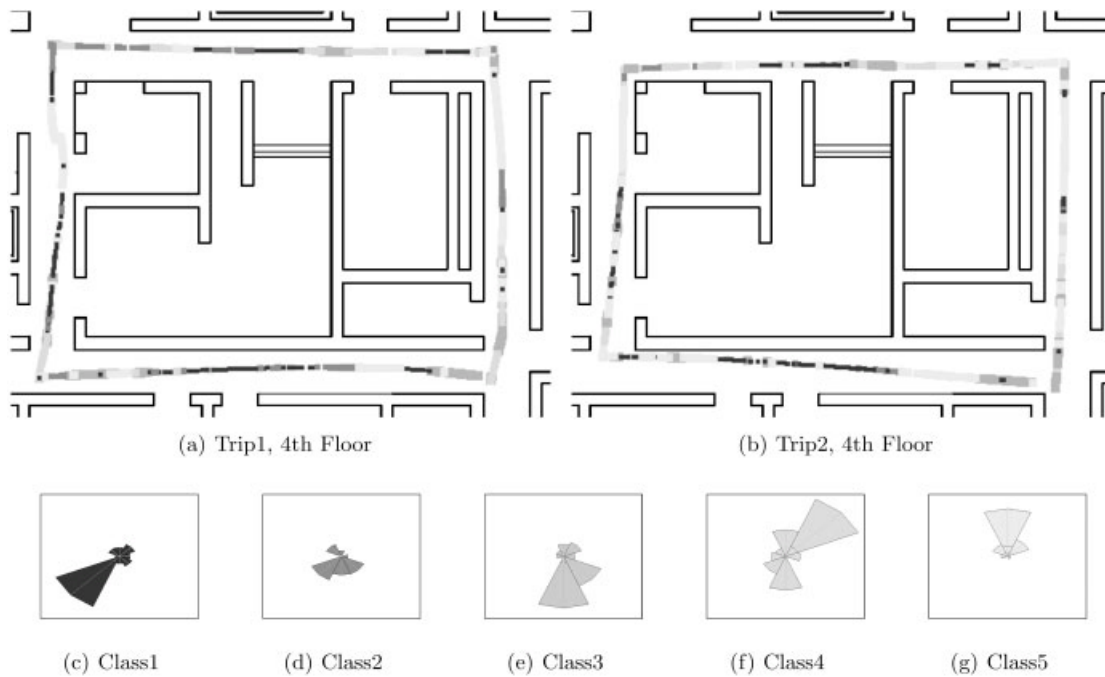 (a) Trip1, 4th Floor
(b) Trip2, 4th Floor
(c) Class1
(d) Class2
(e) Class3
(f) Class4
(g) Class5